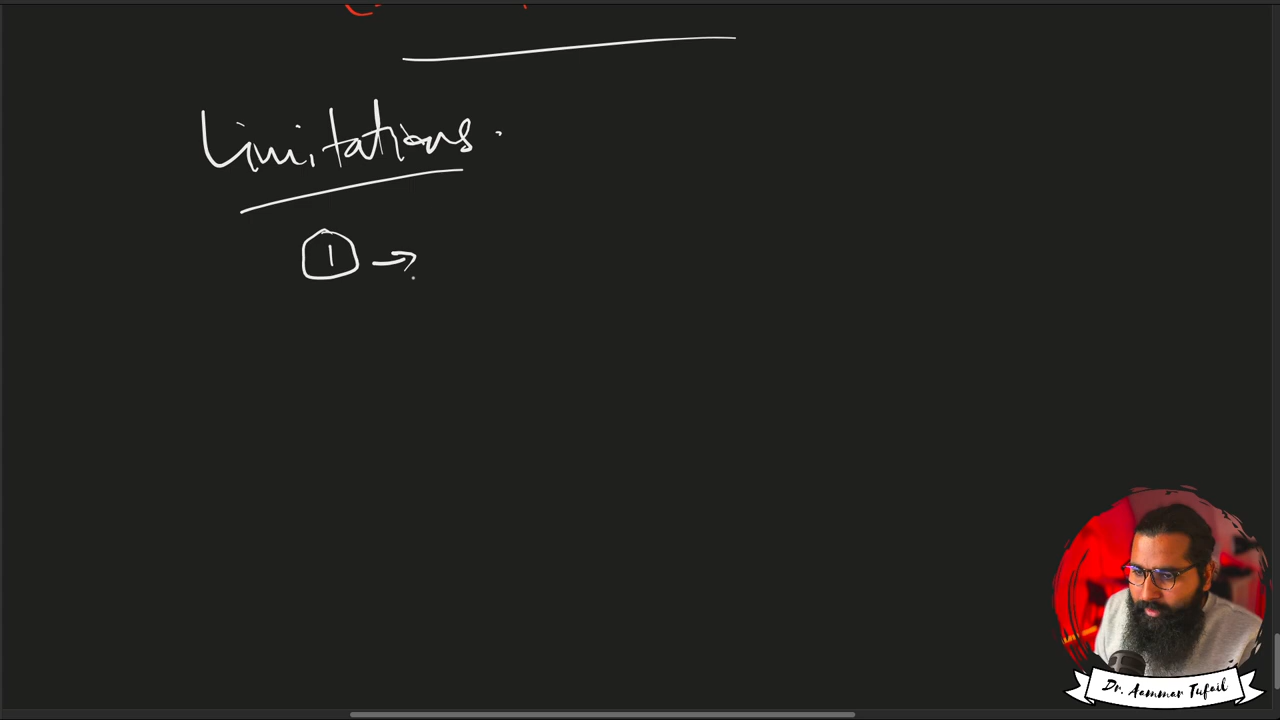 Limitations.
1 →
Dr. Aammar Tufail